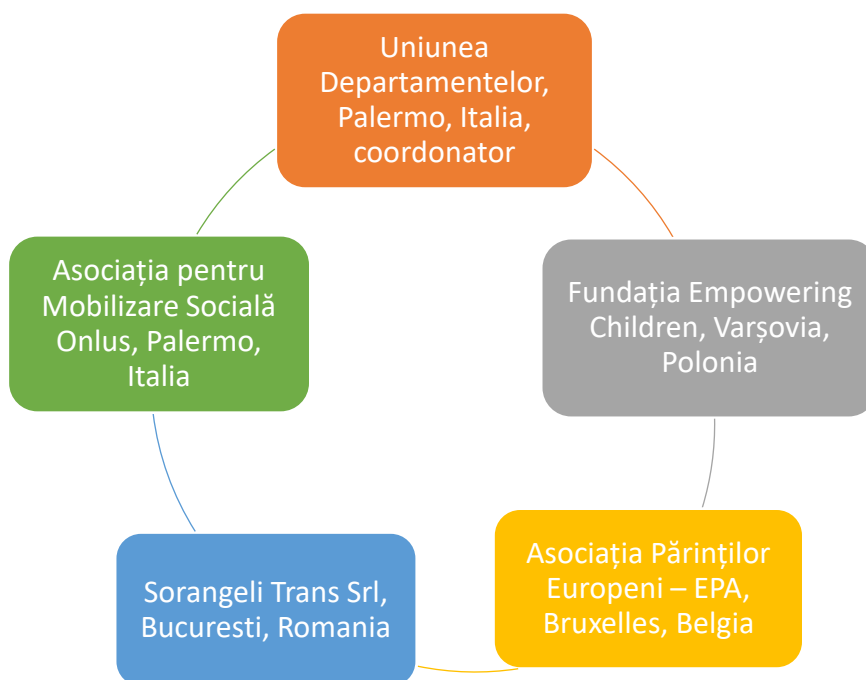 Uniunea
Departamentelor,
Palermo, Italia,
coordonator
Fundația Empowering
Children, Varșovia,
Polonia
Asociația Părinților
Europeni – EPA,
Bruxelles, Belgia
Sorangeli Trans Srl,
Bucuresti, Romania
Asociația pentru
Mobilizare Socială
Onlus, Palermo,
Italia